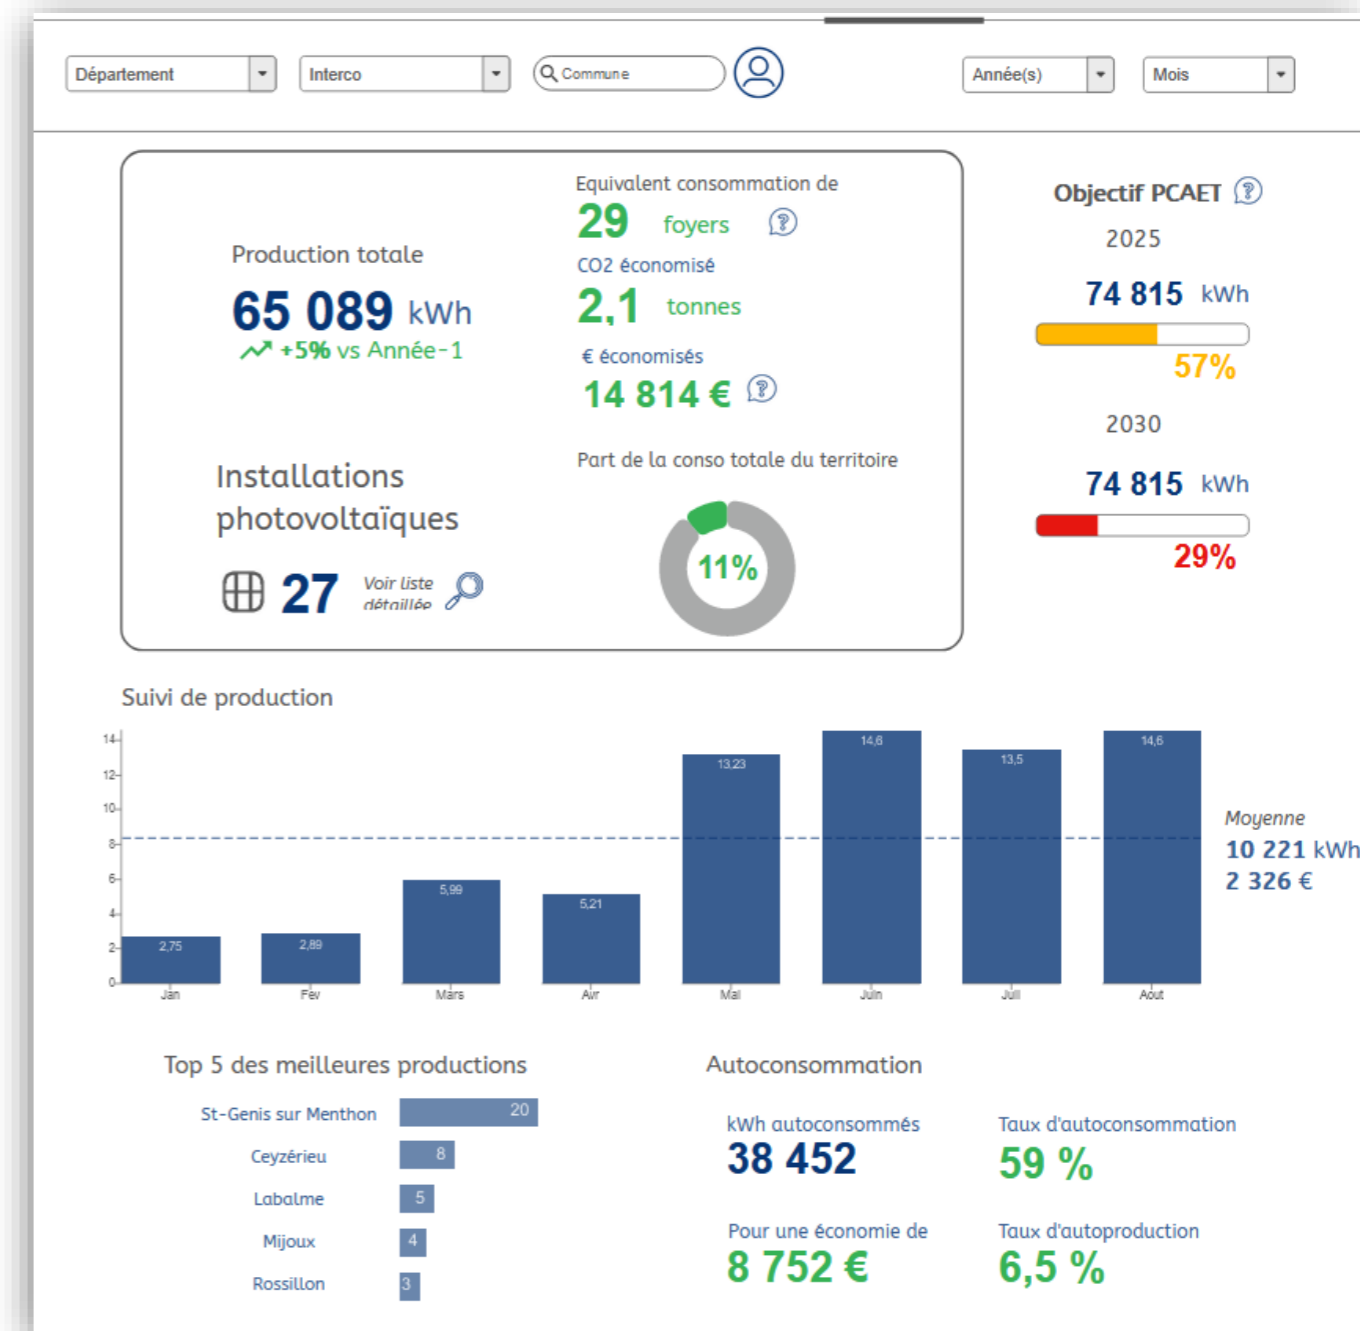 Département
Interco
Commune
Année(s)
Mois
Production totale
65 089 kWh
+5% vs Année-1
Equivalent consommation de
29 foyers ?
CO2 économisé
2,1 tonnes
€ économisés
14 814 € ?
Installations
photovoltaïques
27
Voir liste
détaillée
Part de la conso totale du territoire
11%
Objectif PCAET ?
2025
74 815 kWh
57%
2030
74 815 kWh
29%
Suivi de production
14
12
10
8
6
4
2
0
2,75
2,89
5,99
5,21
13,23
14,6
13,5
14,6
Jan
Fev
Mars
Avr
Mai
Juin
Juil
Aout
Moyenne
10 221 kWh
2 326 €
Top 5 des meilleures productions
St-Genis sur Menthon 20
Ceyzérieu 8
Labalme 5
Mijoux 4
Rossillon 3
Autoconsommation
kWh autoconsommés
38 452
Taux d'autoconsommation
59 %
Pour une économie de
8 752 €
Taux d'autoproduction
6,5 %